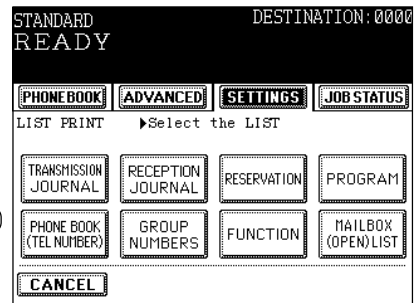 STANDARD DESTINATION:0000
READY
PHONE BOOK ADVANCED SETTINGS JOB STATUS
LIST PRINT ▶Select the LIST
TRANSMISSION JOURNAL
RECEPTION JOURNAL
RESERVATION
PROGRAM
PHONE BOOK
(TEL NUMBER)
GROUP
NUMBERS
FUNCTION
MAILBOX
(OPEN)LIST
CANCEL
)